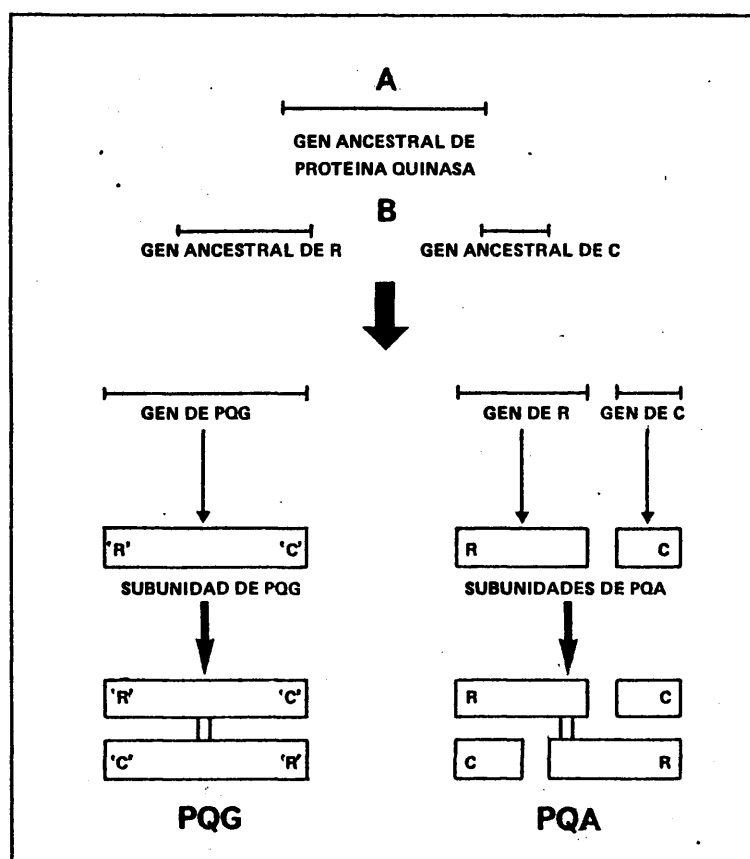 A
GEN ANCESTRAL DE
PROTEINA QUINASA
B
GEN ANCESTRAL DE R GEN ANCESTRAL DE C
GEN DE PQG GEN DE R GEN DE C
'R' 'C' R C
SUBUNIDAD DE PQG SUBUNIDADES DE PQA
'R' 'C' R C
'C' 'R' C R
PQG PQA